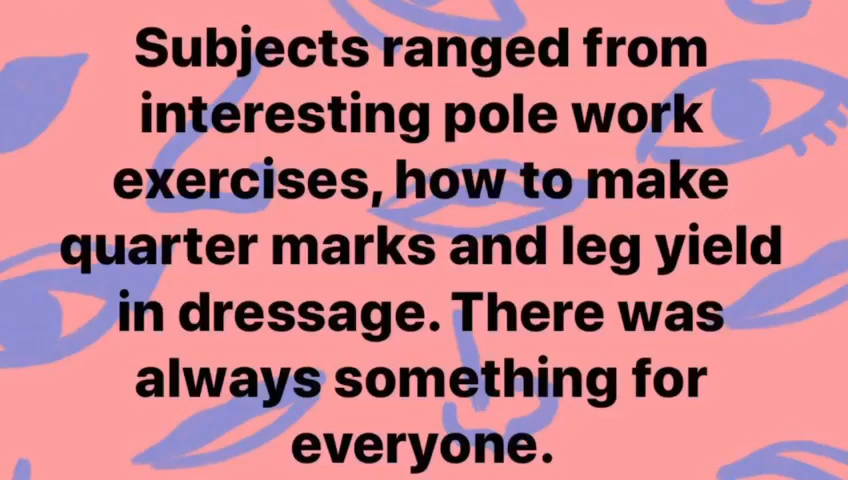 Subjects ranged from
interesting pole work
exercises, how to make
quarter marks and leg yield
in dressage. There was
always something for
everyone.